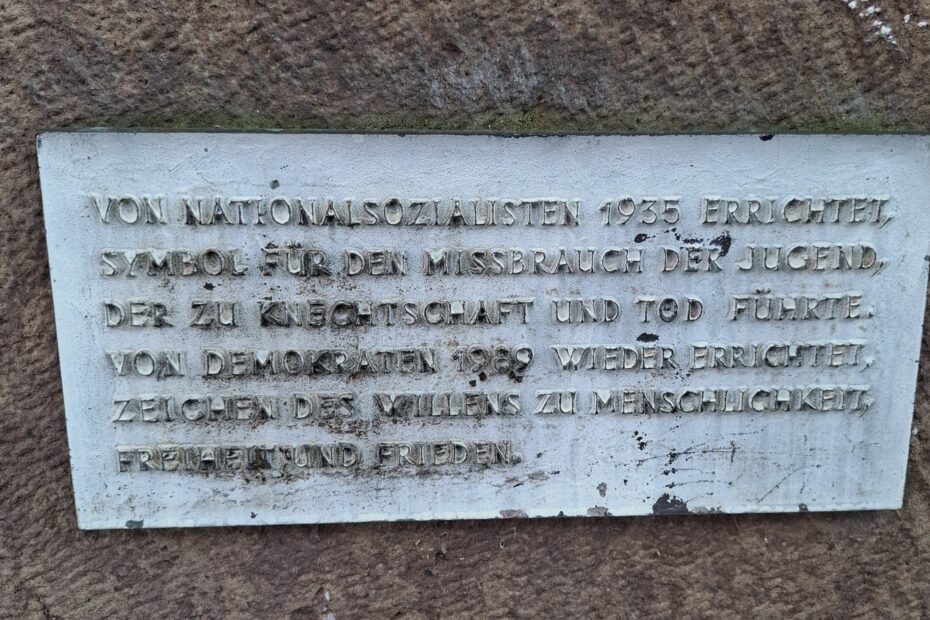 VON NATIONALSOZIALISTEN 1935 ERRICHTET,
SYMBOL FÜR DEN MISSBRAUCH DER JUGEND,
DER ZU KNECHTSCHAFT UND TOD FÜHRTE.
VON DEMOKRATEN 1989 WIEDER ERRICHTET,
ZEICHEN DES WILLENS ZU MENSCHLICHKEIT,
FREIHEIT UND FRIEDEN.